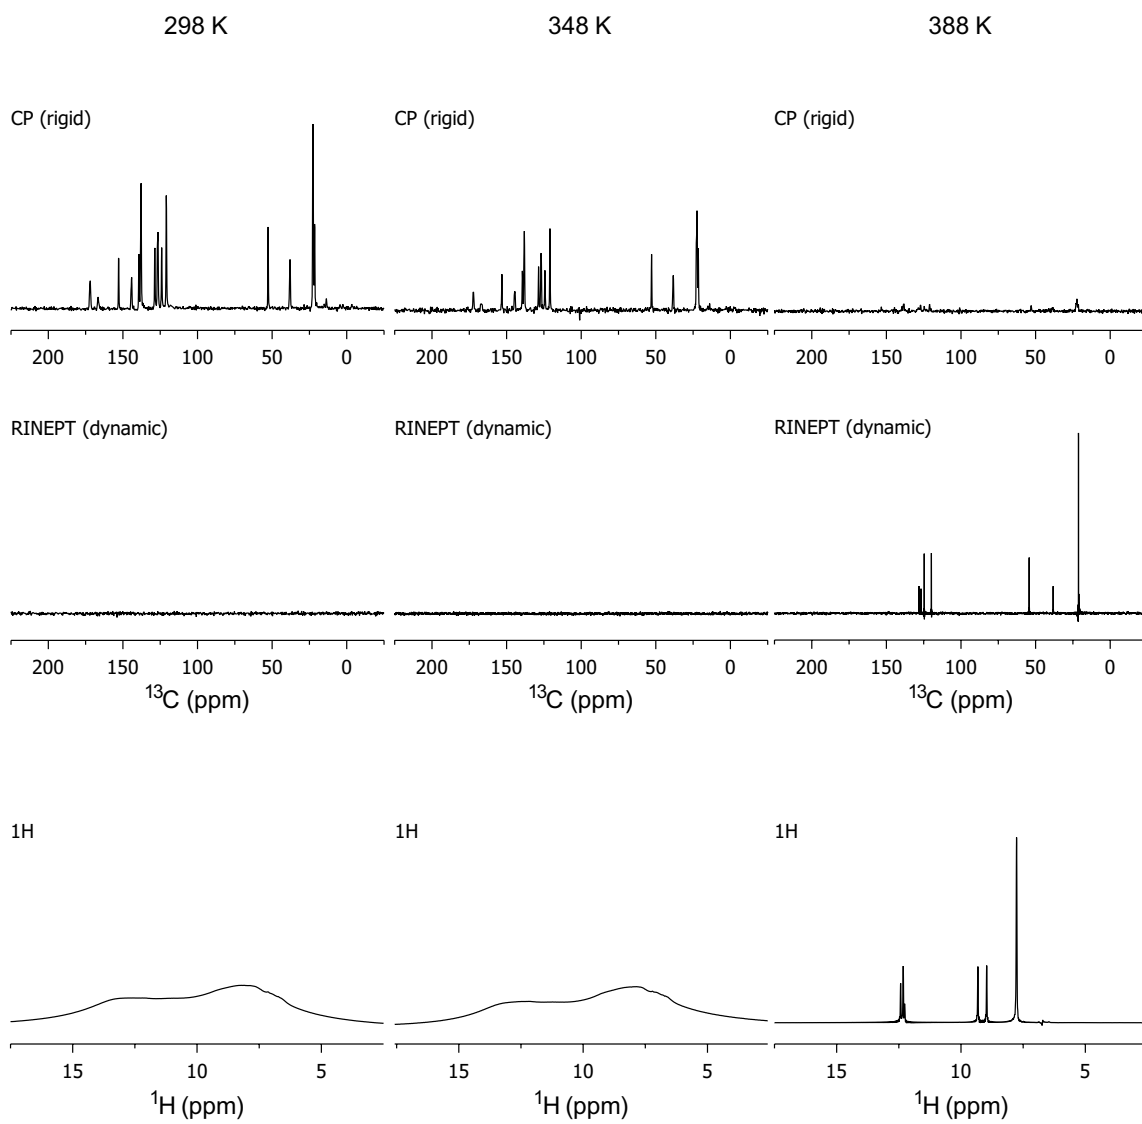 298 K 348 K 388 K
CP (rigid) CP (rigid) CP (rigid)
200 150 100 50 0 200 150 100 50 0 200 150 100 50 0
RINEPT (dynamic) RINEPT (dynamic) RINEPT (dynamic)
200 150 100 50 0 200 150 100 50 0 200 150 100 50 0
¹³C (ppm) ¹³C (ppm) ¹³C (ppm)
1H 1H 1H
15 10 5 15 10 5 15 10 5
¹H (ppm) ¹H (ppm) ¹H (ppm)